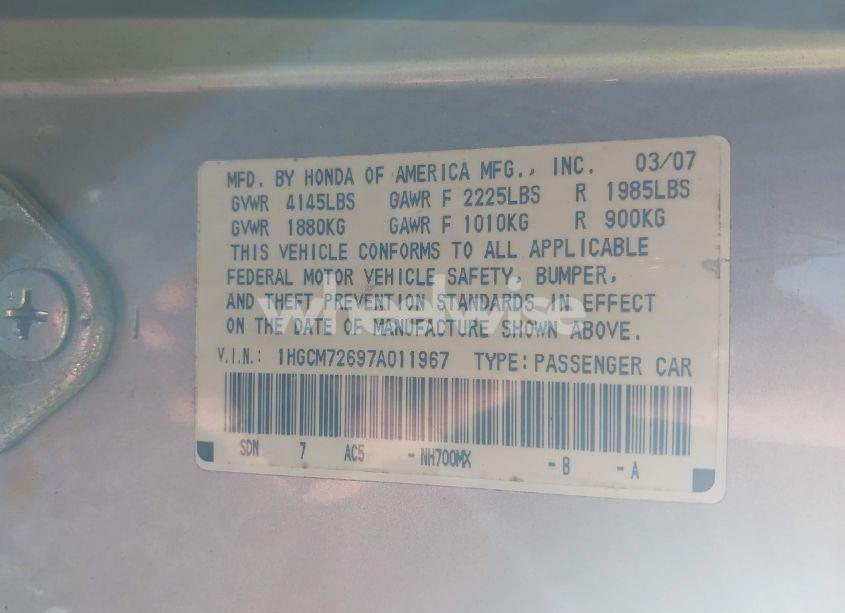 MFD. BY HONDA OF AMERICA MFG., INC. 03/07
GVWR 4145LBS GAWR F 2225LBS R 1985LBS
GVWR 1880KG GAWR F 1010KG R 900KG
THIS VEHICLE CONFORMS TO ALL APPLICABLE
FEDERAL MOTOR VEHICLE SAFETY, BUMPER,
AND THEFT PREVENTION STANDARDS IN EFFECT
wheelwise
ON THE DATE OF MANUFACTURE SHOWN ABOVE.
V.I.N: 1HGCM72697A011967 TYPE: PASSENGER CAR
SDN 7 AC5 - NH700MX - B - A